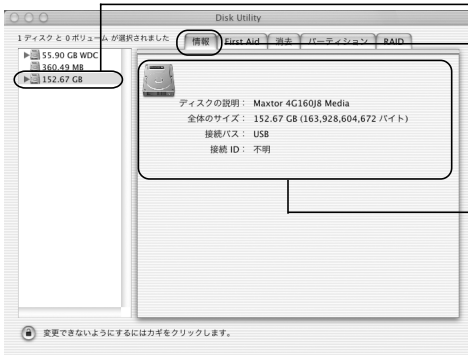 Disk Utility
1 ディスク と 0 ボリューム が選択されました
情報 First Aid 消去 パーティション RAID
55.90 GB WDC
360.49 MB
152.67 GB
ディスクの説明： Maxtor 4G160J8 Media
全体のサイズ： 152.67 GB (163,928,604,672 バイト)
接続バス： USB
接続 ID： 不明
変更できないようにするにはカギをクリックします。